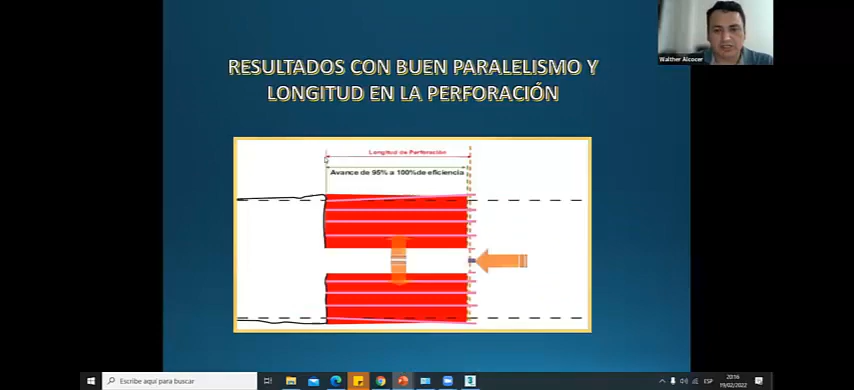 Walther Alcocer
RESULTADOS CON BUEN PARALELISMO Y
LONGITUD EN LA PERFORACIÓN
Longitud de Perforación
Avance de 95% a 100%de eficiencia
Escribe aquí para buscar
ESP
20:16
19/02/2022